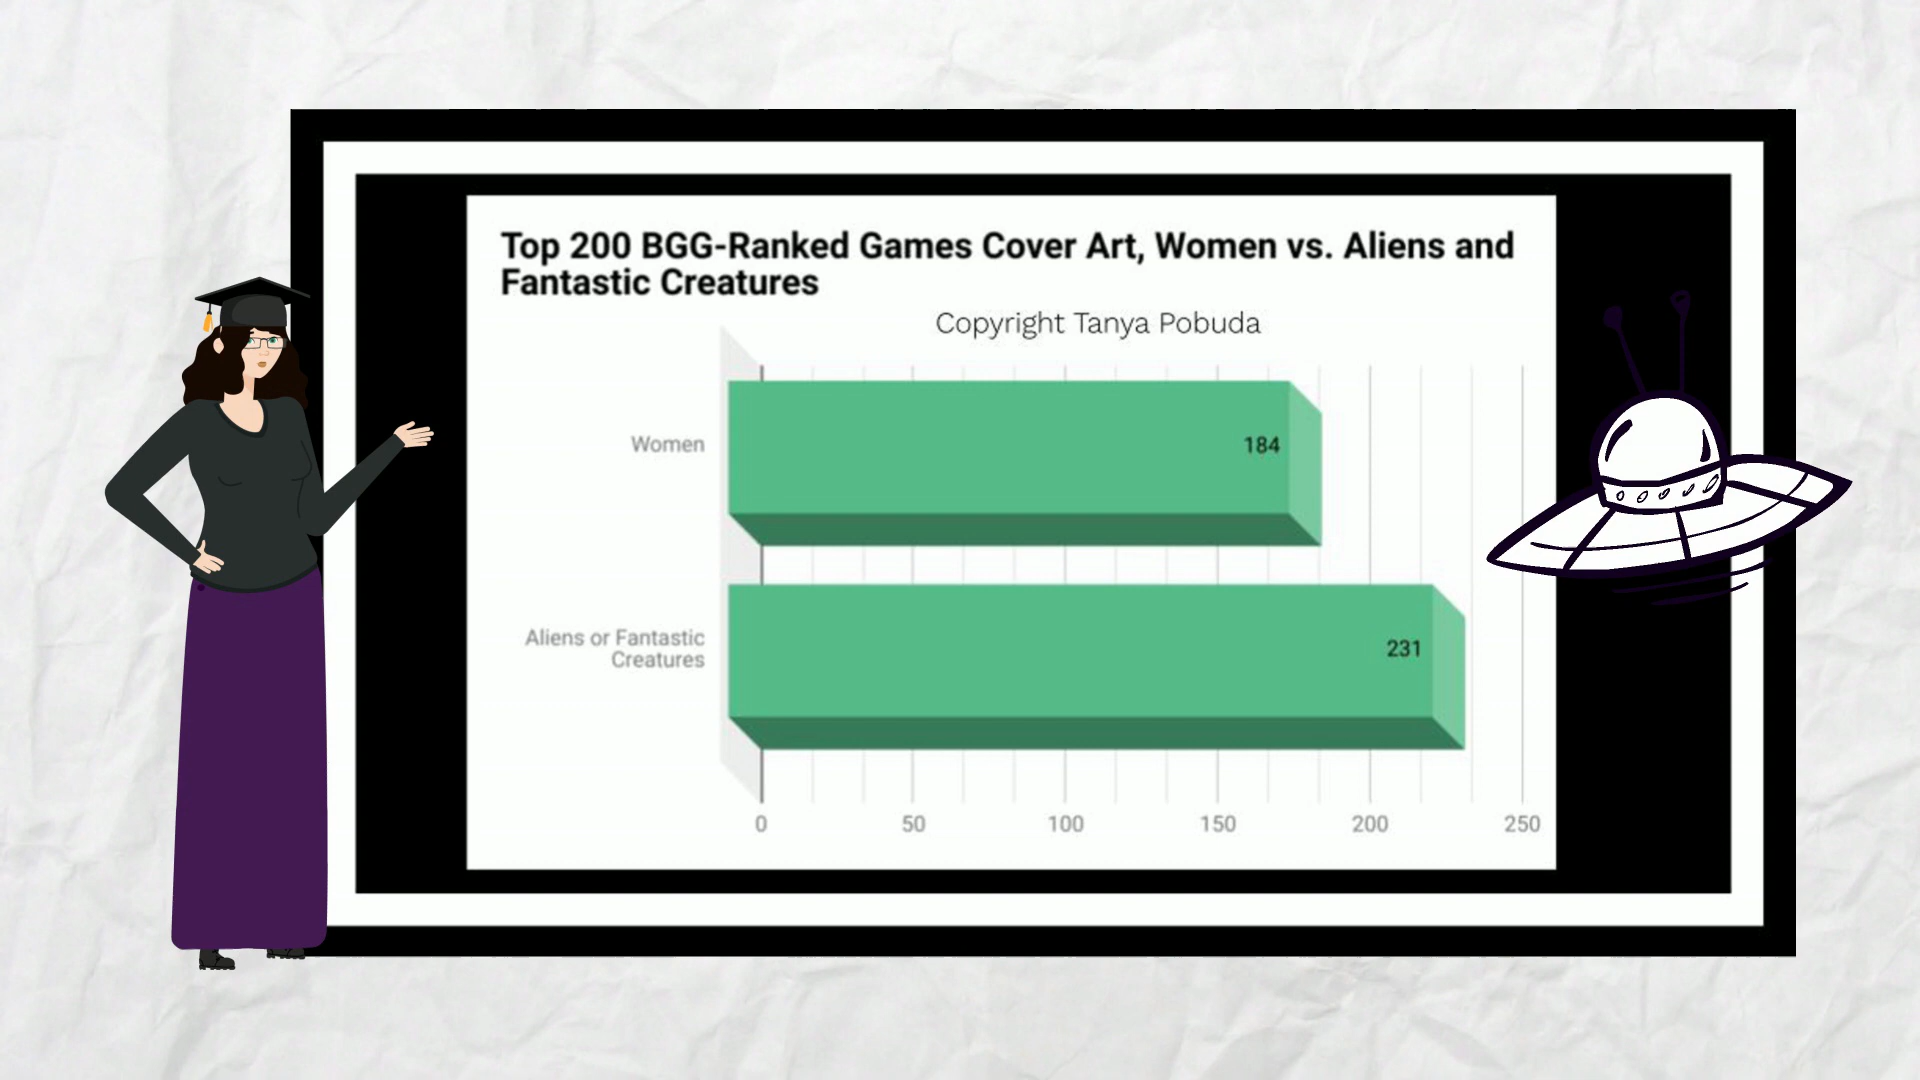 Top 200 BGG-Ranked Games Cover Art, Women vs. Aliens and
Fantastic Creatures
Copyright Tanya Pobuda
Women
184
Aliens or Fantastic
Creatures
231
0 50 100 150 200 250